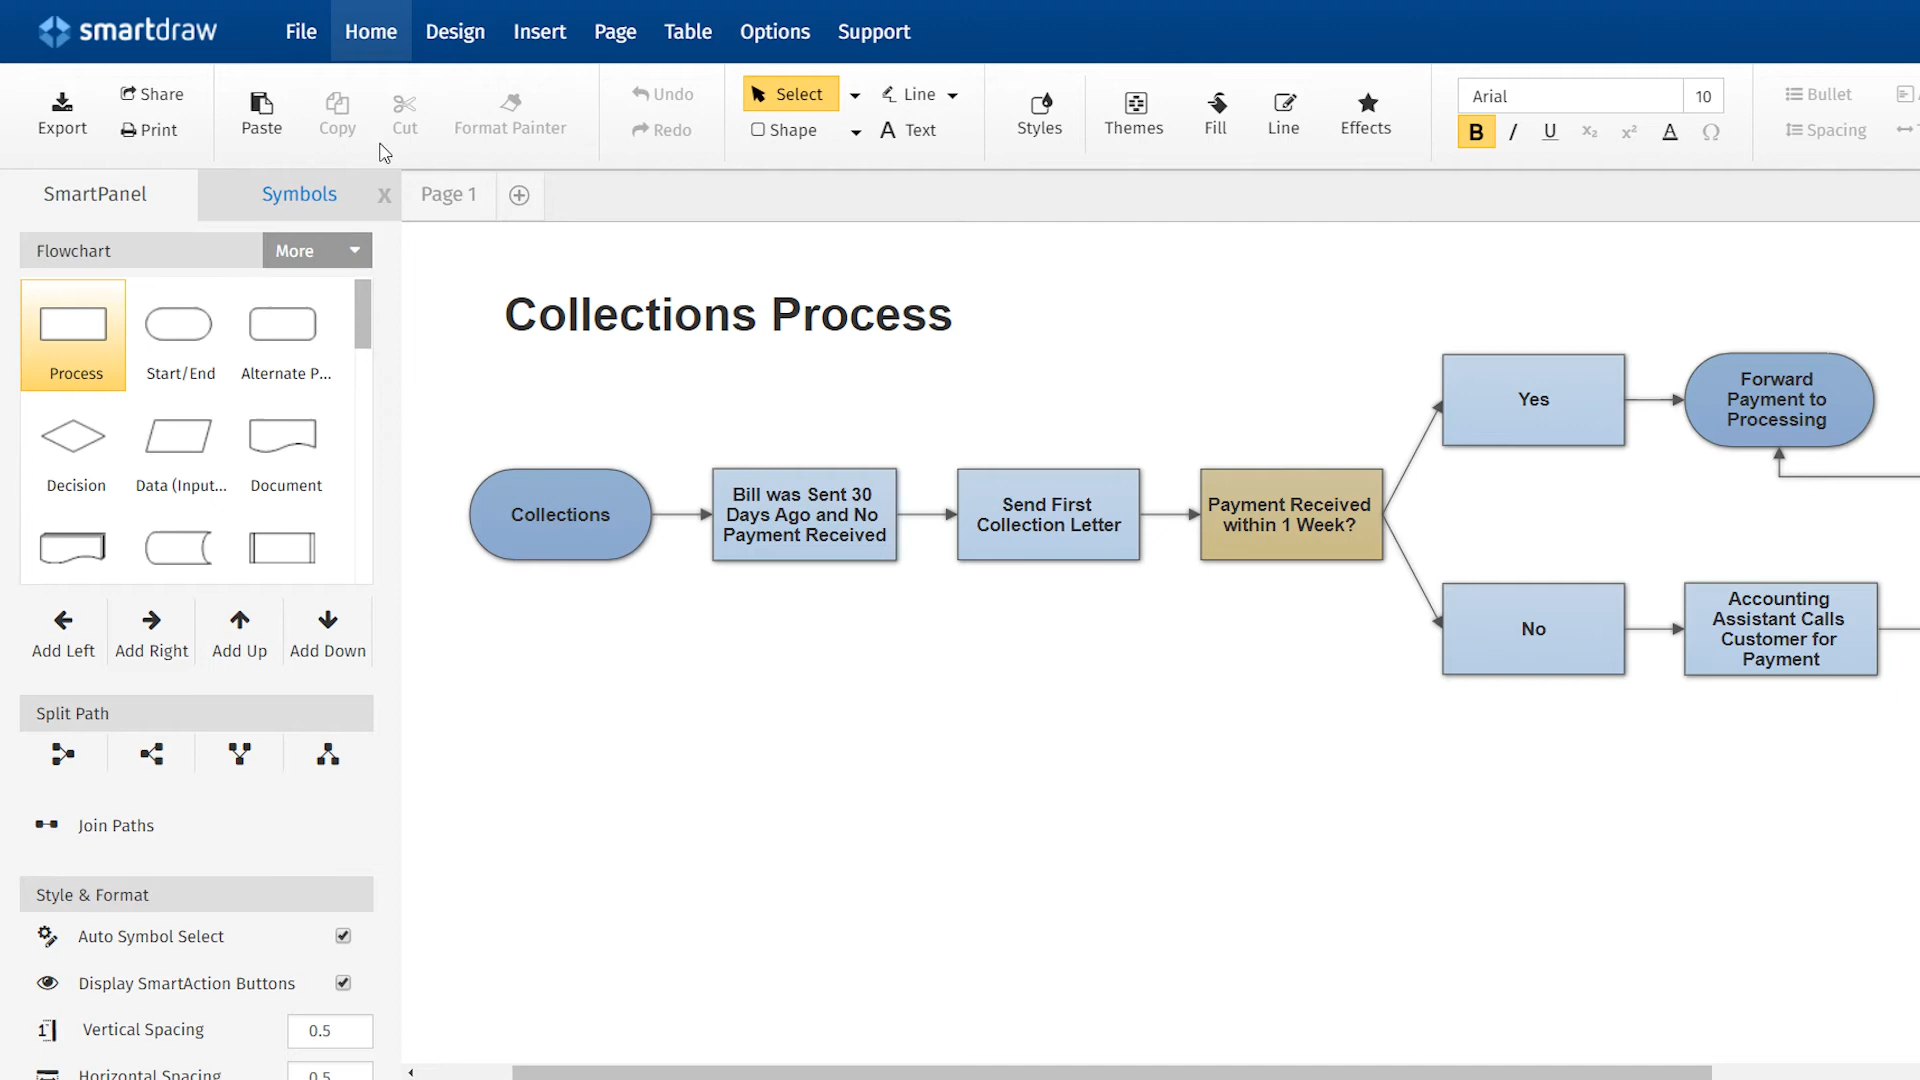 smartdraw
File Home Design Insert Page Table Options Support
Export
Share
Print
Paste
Copy
Cut
Format Painter
Undo
Redo
Select
Shape
Line
A Text
Styles
Themes
Fill
Line
Effects
Arial 10
B I U x₂ x² A Ω
Bullet
Spacing
SmartPanel
Symbols X
Page 1
Flowchart
More
Process
Start/End
Alternate P...
Decision
Data (Input...
Document
Add Left
Add Right
Add Up
Add Down
Split Path
Join Paths
Style & Format
Auto Symbol Select
Display SmartAction Buttons
Vertical Spacing 0.5
Horizontal Spacing 0.5
Collections Process
Collections
Bill was Sent 30
Days Ago and No
Payment Received
Send First
Collection Letter
Payment Received
within 1 Week?
Yes
Forward
Payment to
Processing
No
Accounting
Assistant Calls
Customer for
Payment